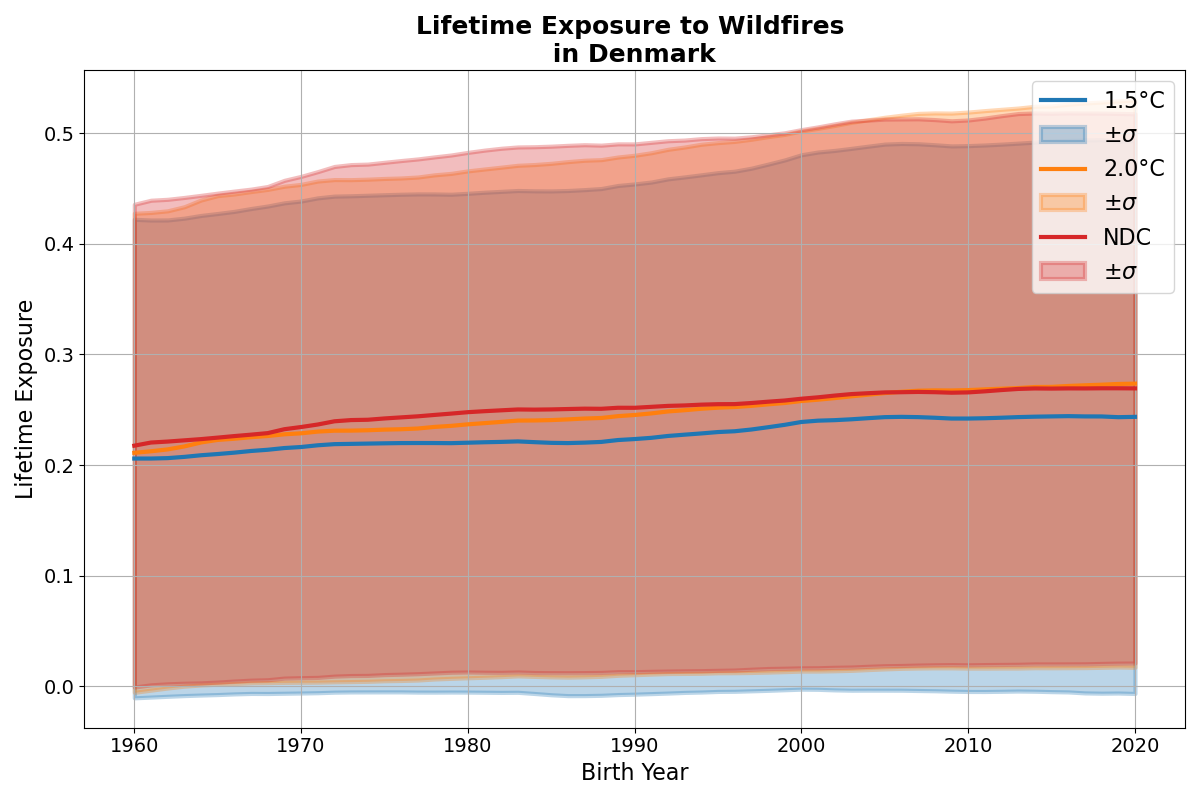 Lifetime Exposure to Wildfires
in Denmark
1.5°C
±σ
2.0°C
±σ
NDC
±σ
Lifetime Exposure
0.5
0.4
0.3
0.2
0.1
0.0
1960 1970 1980 1990 2000 2010 2020
Birth Year